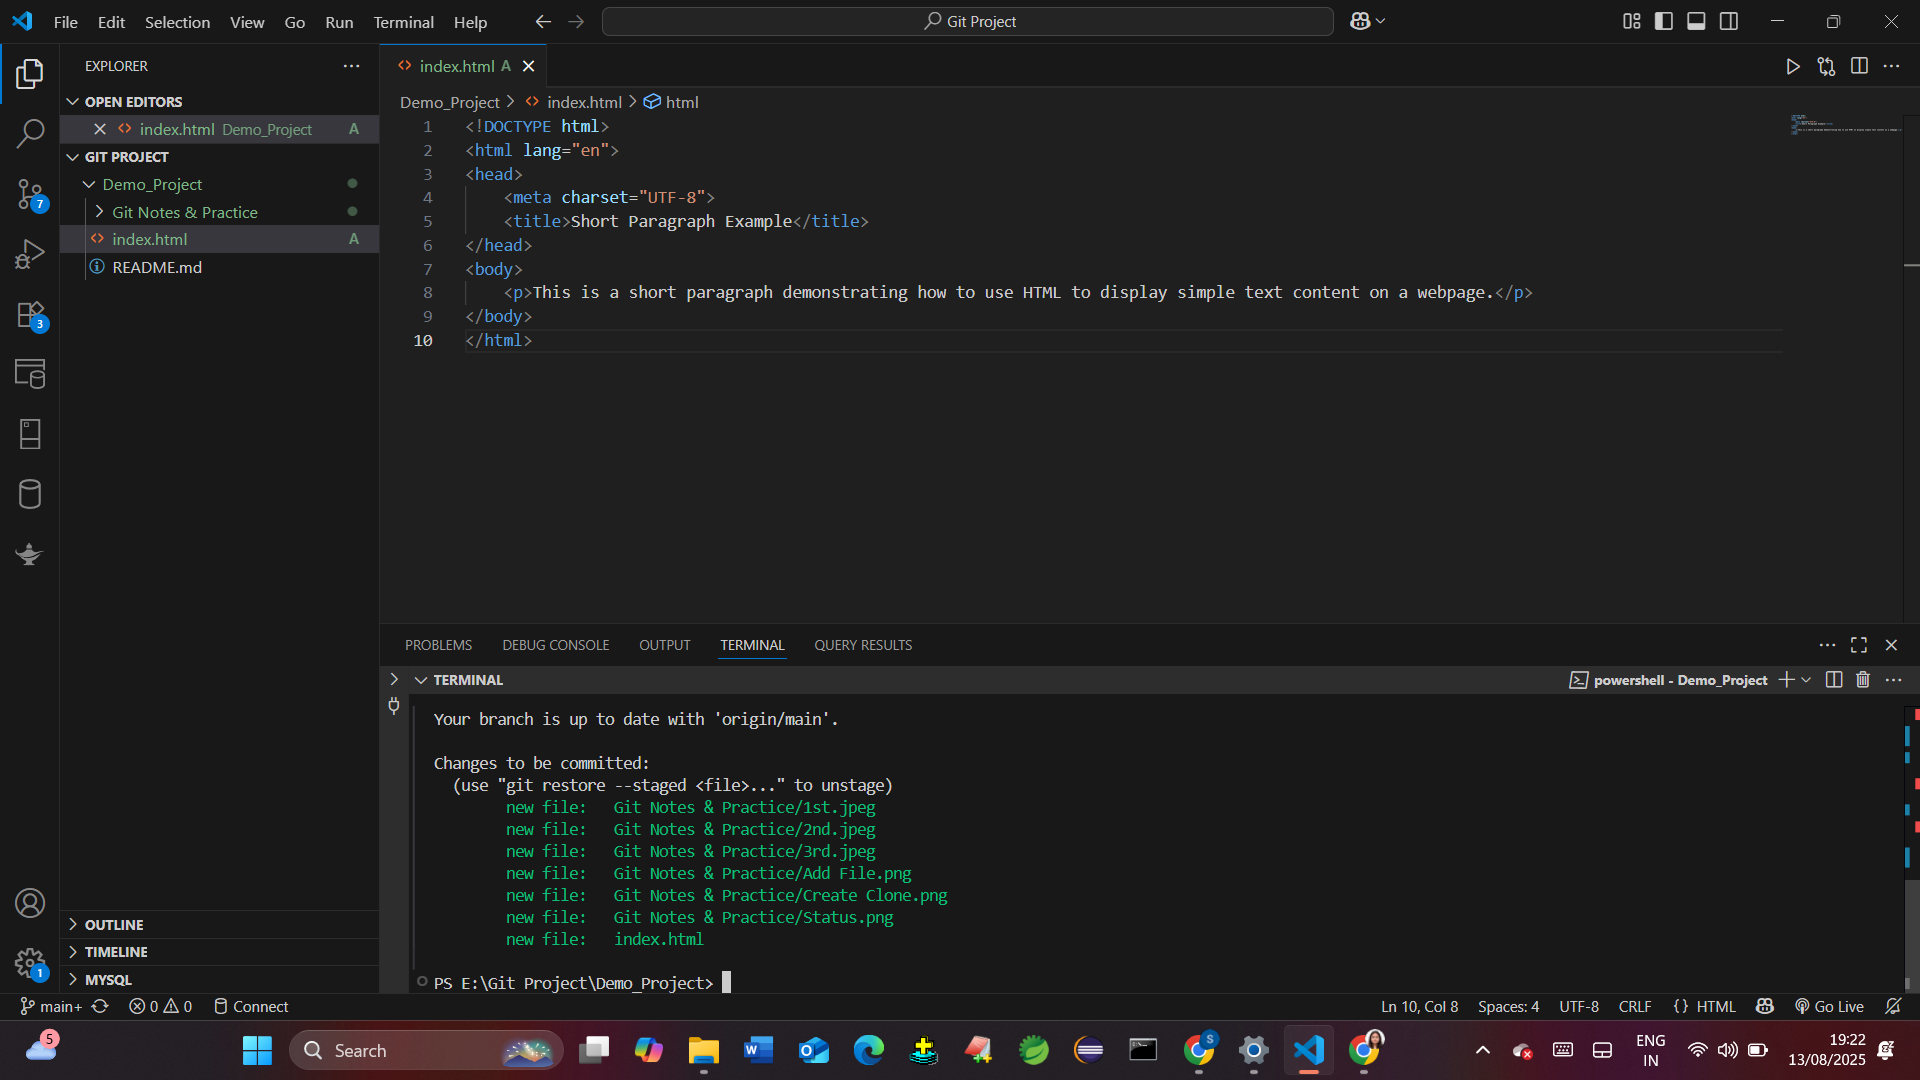 File Edit Selection View Go Run Terminal Help
Git Project
EXPLORER
OPEN EDITORS
index.html Demo_Project A
GIT PROJECT
Demo_Project
Git Notes & Practice
index.html A
README.md
7
3
1
OUTLINE
TIMELINE
MYSQL
index.html A
Demo_Project > index.html > html
1 <!DOCTYPE html>
2 <html lang="en">
3 <head>
4 <meta charset="UTF-8">
5 <title>Short Paragraph Example</title>
6 </head>
7 <body>
8 <p>This is a short paragraph demonstrating how to use HTML to display simple text content on a webpage.</p>
9 </body>
10 </html>
PROBLEMS DEBUG CONSOLE OUTPUT TERMINAL QUERY RESULTS
TERMINAL
powershell - Demo_Project
Your branch is up to date with 'origin/main'.
Changes to be committed:
(use "git restore --staged <file>..." to unstage)
new file: Git Notes & Practice/1st.jpeg
new file: Git Notes & Practice/2nd.jpeg
new file: Git Notes & Practice/3rd.jpeg
new file: Git Notes & Practice/Add File.png
new file: Git Notes & Practice/Create Clone.png
new file: Git Notes & Practice/Status.png
new file: index.html
PS E:\Git Project\Demo_Project>
main+ 0 0 Connect
Ln 10, Col 8 Spaces: 4 UTF-8 CRLF {} HTML Go Live
5
Search
W
S
ENG
IN
19:22
13/08/2025